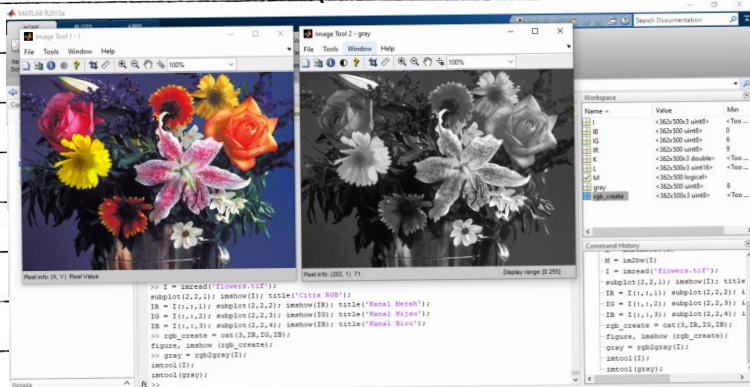 MATLAB R2013a
HOME PLOTS APPS
Search Documentation
Image Tool 1 - I
File Tools Window Help
100%
Pixel info: (X, Y) Pixel Value
Image Tool 2 - gray
File Tools Window Help
100%
Pixel info: (202, 1) 71
Display range: [0 255]
Workspace
Name Value Min
I <362x500x3 uint8> <Too ...
IB <362x500 uint8> 0
IG <362x500 uint8> 6
IR <362x500 uint8> 9
K <362x500x3 double> <Too ...
L <362x500x3 uint16> <Too ...
M <362x500 logical>
gray <362x500 uint8> 8
rgb_create <362x500x3 uint8> <Too ...
>> I = imread('flowers.tif');
subplot(2,2,1); imshow(I); title('Citra RGB');
IR = I(:,:,1); subplot(2,2,2); imshow(IR); title('Kanal Merah');
IG = I(:,:,2); subplot(2,2,3); imshow(IG); title('Kanal Hijau');
IB = I(:,:,3); subplot(2,2,4); imshow(IB); title('Kanal Biru');
>> rgb_create = cat(3,IR,IG,IB);
figure, imshow (rgb_create);
>> gray = rgb2gray(I);
imtool(I);
imtool(gray);
fx >>
Command History
M = im2bw(I)
I = imread('flowers.tif');
subplot(2,2,1); imshow(I); title
IR = I(:,:,1); subplot(2,2,2); i
IG = I(:,:,2); subplot(2,2,3); i
IB = I(:,:,3); subplot(2,2,4); i
rgb_create = cat(3,IR,IG,IB);
figure, imshow (rgb_create);
gray = rgb2gray(I);
imtool(I);
imtool(gray);
Details